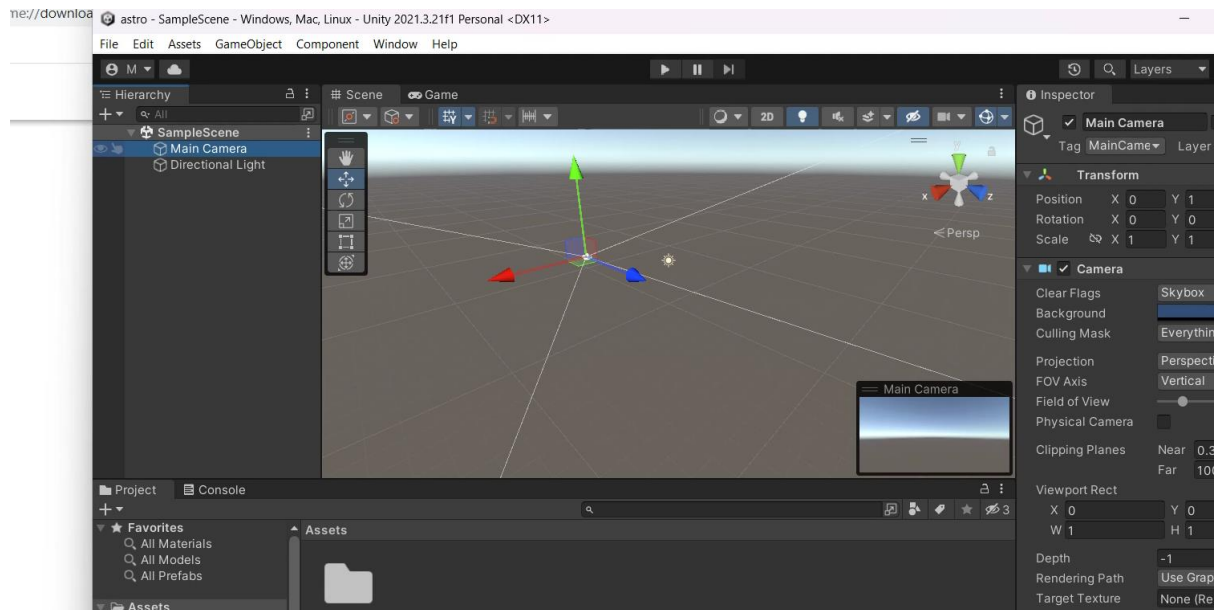 me://downloa
astro - SampleScene - Windows, Mac, Linux - Unity 2021.3.21f1 Personal <DX11>
File Edit Assets GameObject Component Window Help
M
Layers
Hierarchy
All
SampleScene
Main Camera
Directional Light
Scene Game
2D
y
x
z
Persp
Main Camera
Inspector
Main Camera
Tag MainCame Layer
Transform
Position X 0 Y 1
Rotation X 0 Y 0
Scale X 1 Y 1
Camera
Clear Flags Skybox
Background
Culling Mask Everythin
Projection Perspecti
FOV Axis Vertical
Field of View
Physical Camera
Clipping Planes Near 0.3
Far 100
Viewport Rect
X 0 Y 0
W 1 H 1
Depth -1
Rendering Path Use Grap
Target Texture None (Re
Project Console
3
Favorites
All Materials
All Models
All Prefabs
Assets
Assets